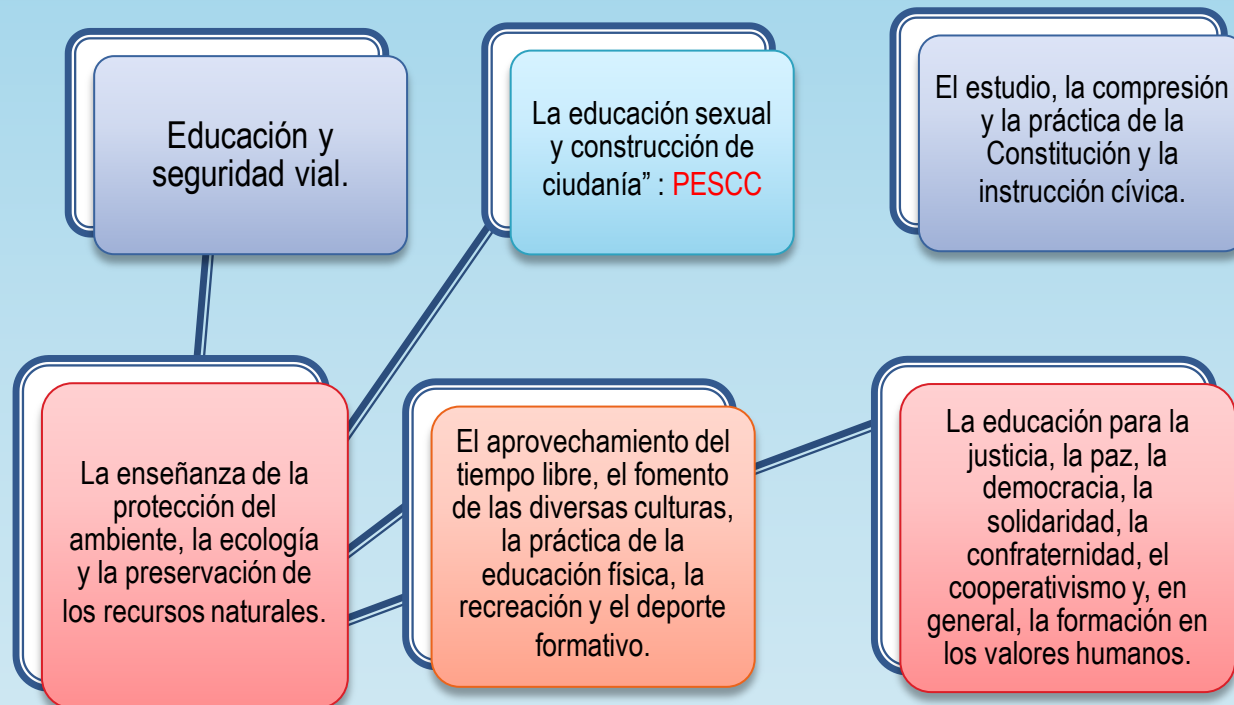 Educación y
seguridad vial.
La educación sexual
y construcción de
ciudanía” : PESCC
El estudio, la compresión
y la práctica de la
Constitución y la
instrucción cívica.
La enseñanza de la
protección del
ambiente, la ecología
y la preservación de
los recursos naturales.
El aprovechamiento del
tiempo libre, el fomento
de las diversas culturas,
la práctica de la
educación física, la
recreación y el deporte
formativo.
La educación para la
justicia, la paz, la
democracia, la
solidaridad, la
confraternidad, el
cooperativismo y, en
general, la formación en
los valores humanos.